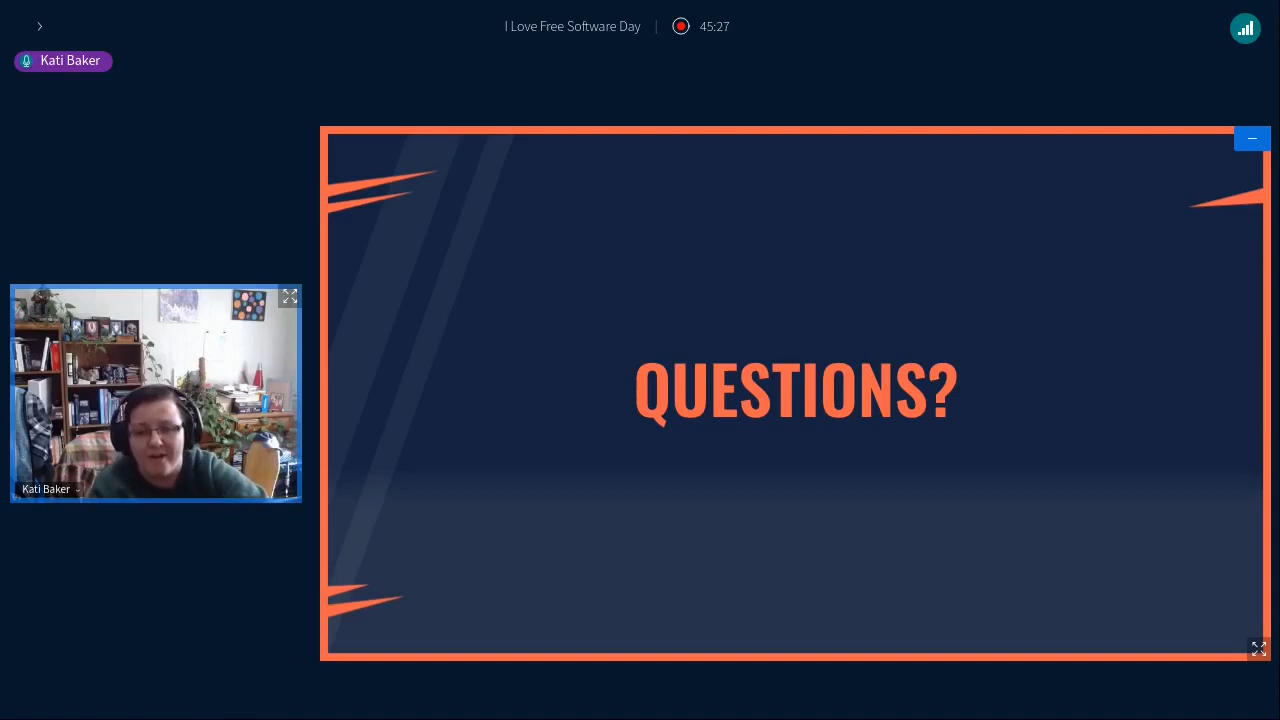 I Love Free Software Day
45:27
Kati Baker
QUESTIONS?
Kati Baker